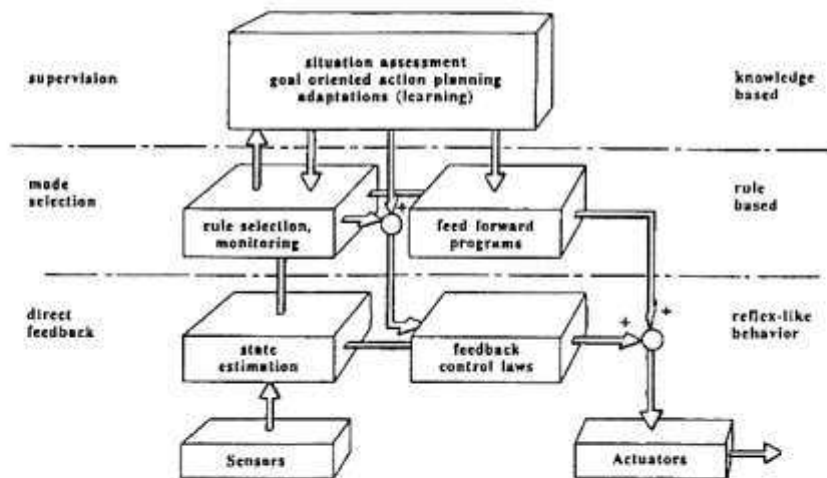 situation assessment
goal oriented action planning
adaptations (learning)
supervision
knowledge
based
mode
selection
rule
based
rule selection,
monitoring
+
feed forward
programs
direct
feedback
reflex-like
behavior
+
+
state
estimation
feedback
control laws
Sensors
Actuators